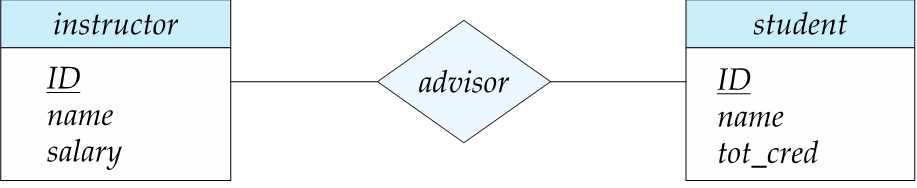 instructor
ID
name
salary
advisor
student
ID
name
tot_cred